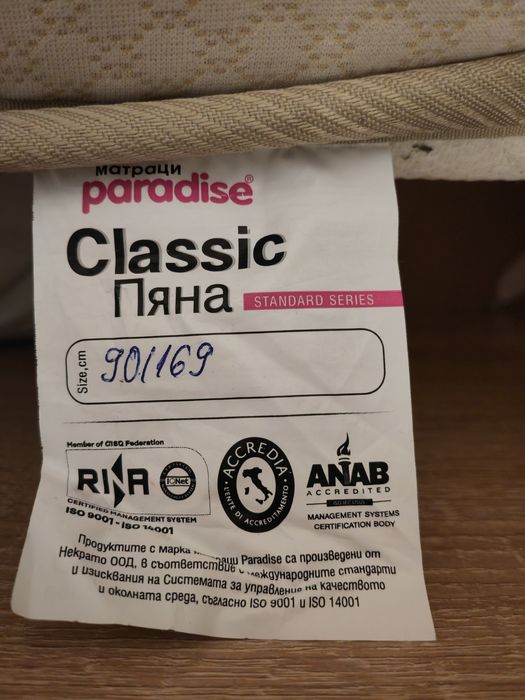 матраци
paradise®
Classic
Пяна
STANDARD SERIES
Size,cm
90/169
Member of CISQ Federation
RINA
IQNet
CERTIFIED MANAGEMENT SYSTEM
ISO 9001 - ISO 14001
ACCREDIA
L'ENTE DI ACCREDITAMENTO
ANAB
ACCREDITED
MANAGEMENT SYSTEMS
CERTIFICATION BODY
Продуктите с марка Paradise са произведени от
Некрато ООД, в съответствие с международните стандарти
и изисквания на Системата за управление на качеството
и околната среда, съгласно ISO 9001 и ISO 14001